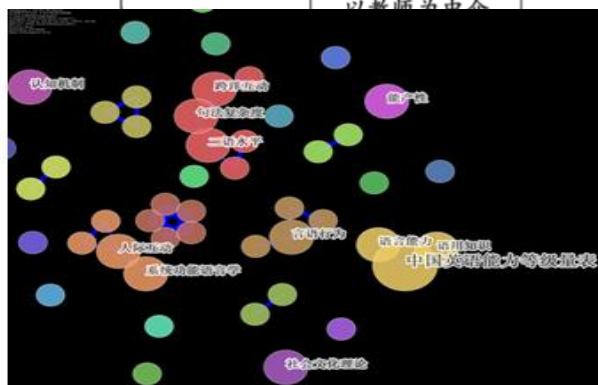 以教师为中介
认知机制
跨洋互动
能产性
句法复杂度
二语水平
言语行为
语言能力
语用知识
人际互动
中国英语能力等级量表
系统功能语言学
社会文化理论